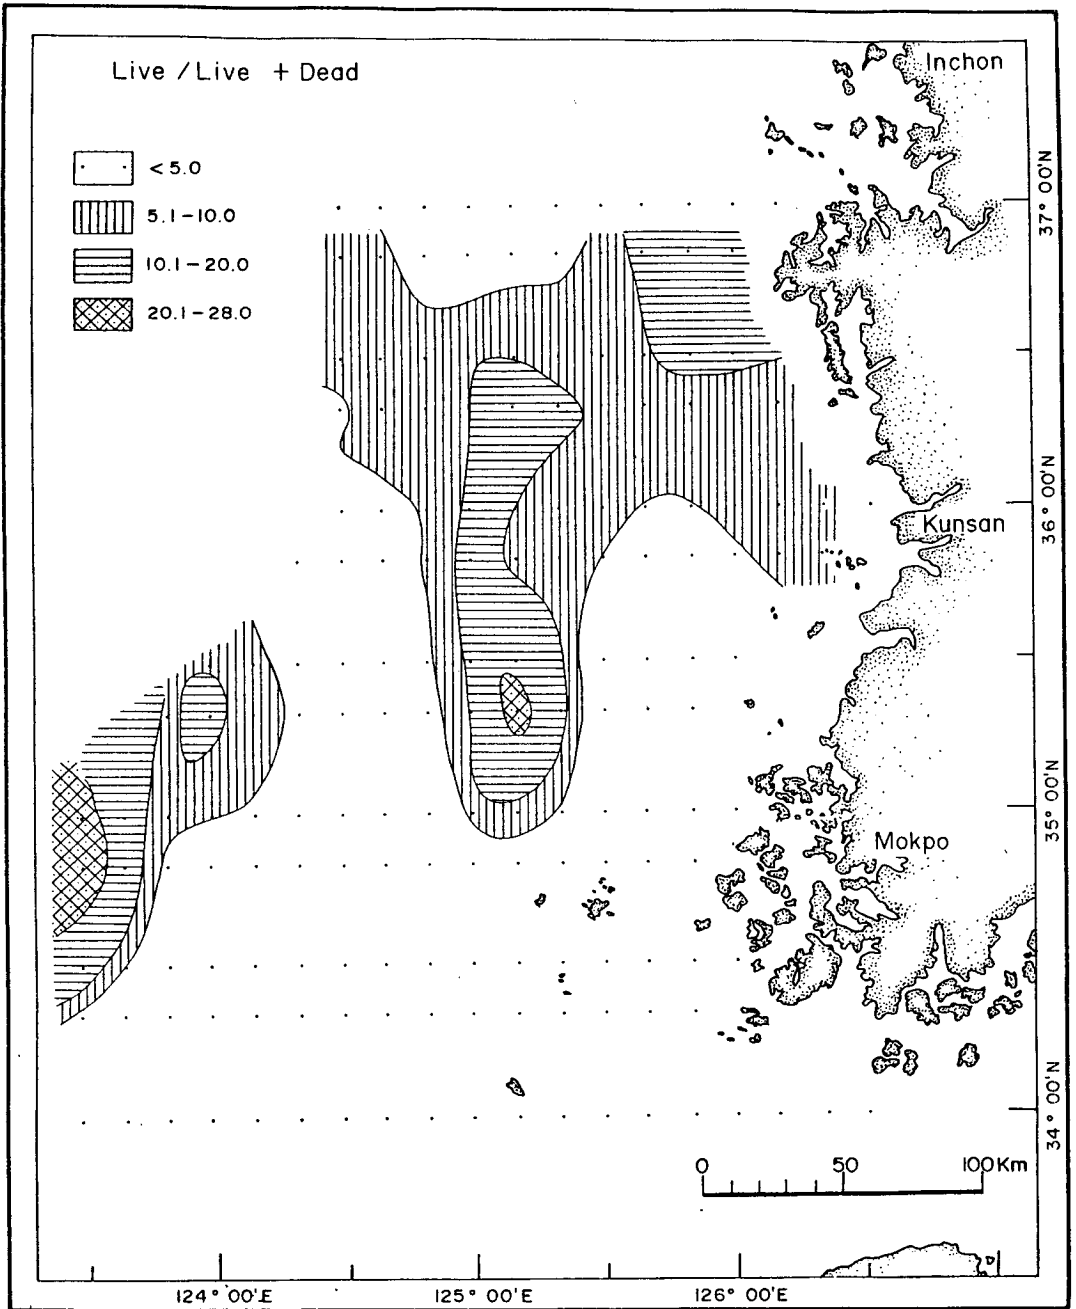 Live / Live + Dead
< 5.0
5.1 – 10.0
10.1 – 20.0
20.1 – 28.0
Inchon
37° 00'N
36° 00'N
Kunsan
35° 00'N
Mokpo
34° 00'N
0 50 100Km
124° 00'E 125° 00'E 126° 00'E